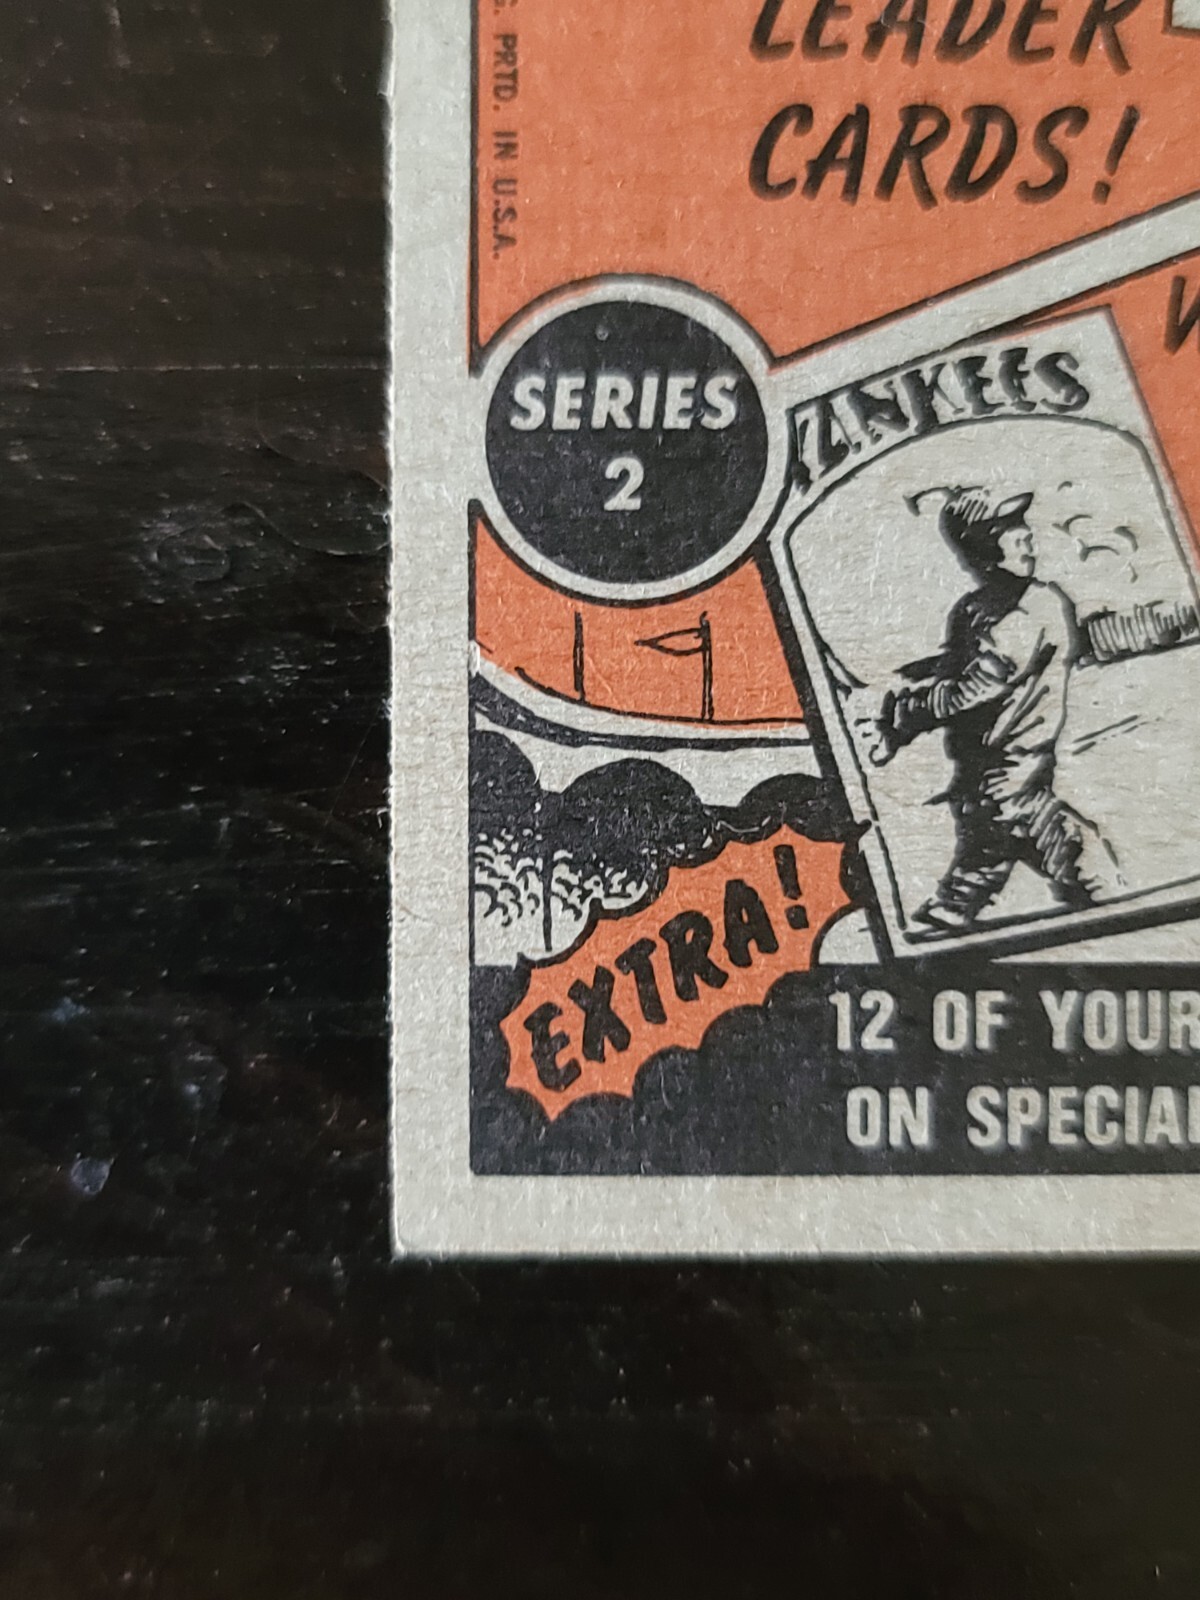 LEADER
CARDS!
G. PRTD. IN U.S.A.
SERIES
2
YANKEES
EXTRA!
12 OF YOUR
ON SPECIAL